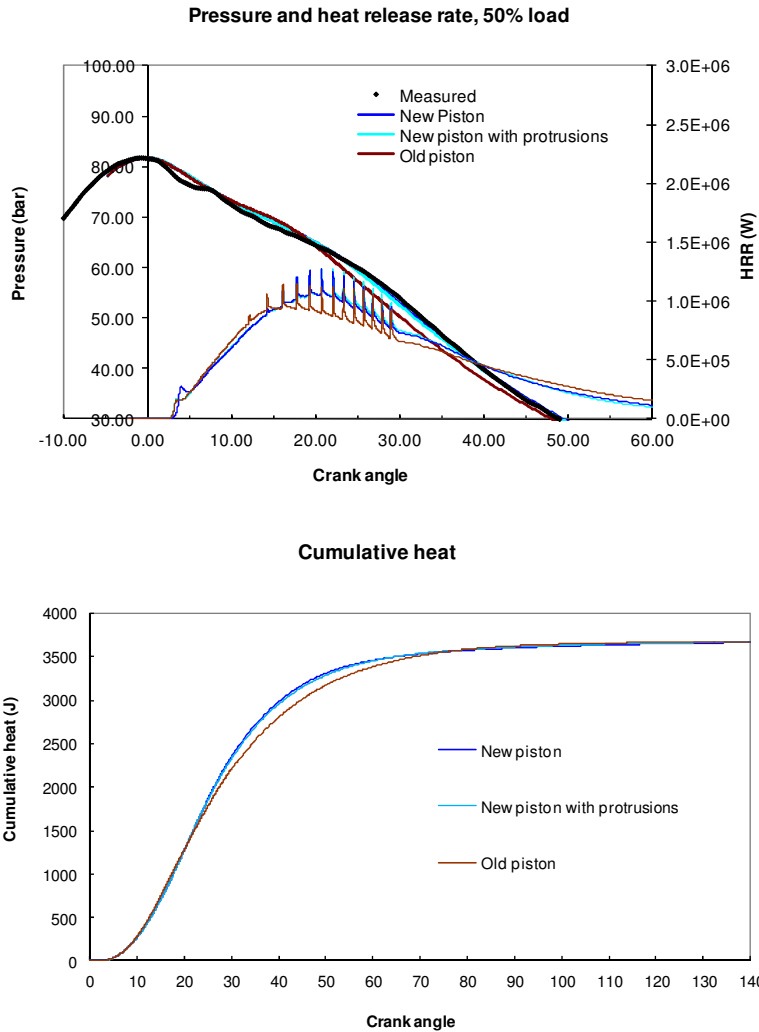 Pressure and heat release rate, 50% load
100.00
90.00
80.00
70.00
60.00
50.00
40.00
30.00
Pressure (bar)
3.0E+06
2.5E+06
2.0E+06
1.5E+06
1.0E+06
5.0E+05
0.0E+00
HRR (W)
Measured
New Piston
New piston with protrusions
Old piston
-10.00 0.00 10.00 20.00 30.00 40.00 50.00 60.00
Crank angle
Cumulative heat
4000
3500
3000
2500
2000
1500
1000
500
0
Cumulative heat (J)
New piston
New piston with protrusions
Old piston
0 10 20 30 40 50 60 70 80 90 100 110 120 130 140
Crank angle